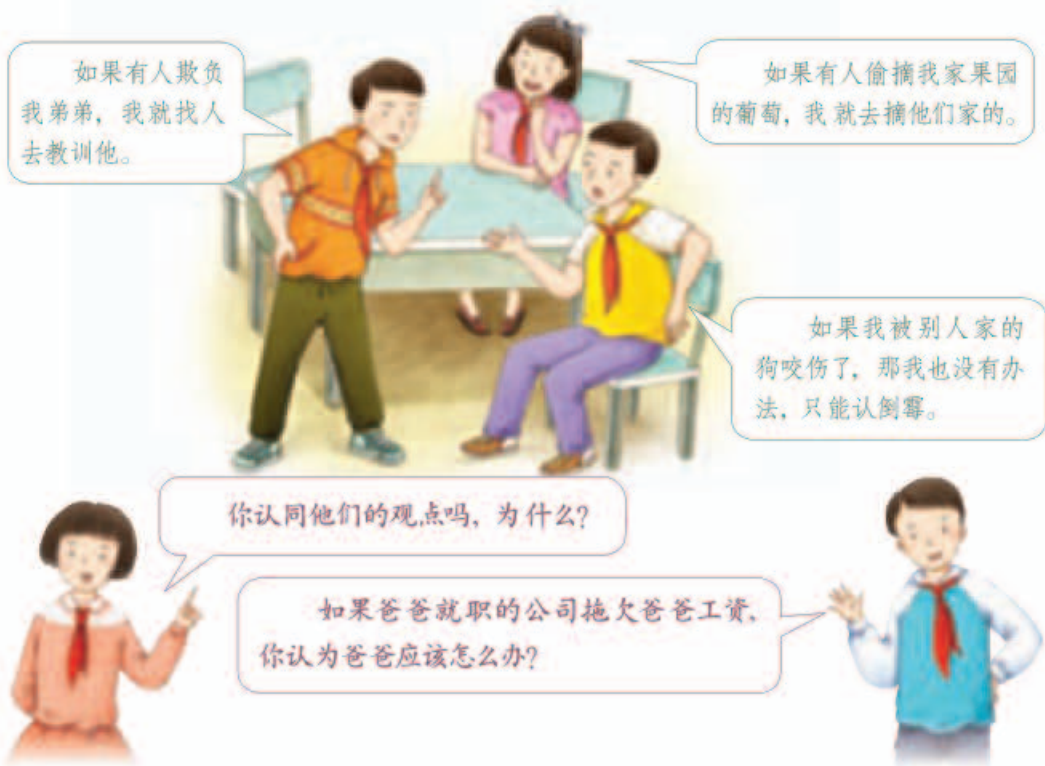 如果有人欺负
我弟弟，我就找人
去教训他。
如果有人偷摘我家果园
的葡萄，我就去摘他们家的。
如果我被别人家的
狗咬伤了，那我也没有办
法，只能认倒霉。
你认同他们的观点吗，为什么？
如果爸爸就职的公司拖欠爸爸工资，
你认为爸爸应该怎么办？